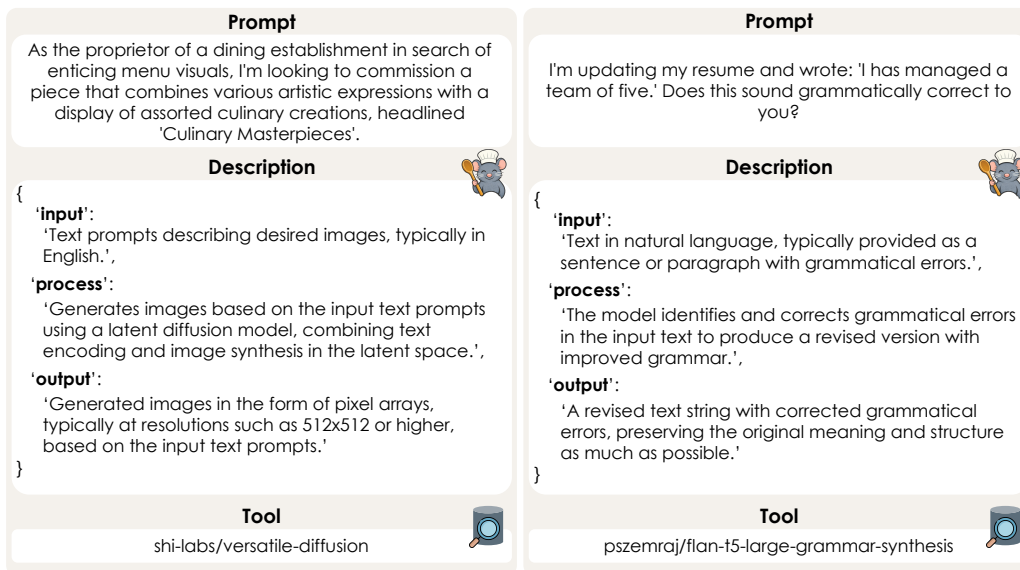 Prompt
As the proprietor of a dining establishment in search of
enticing menu visuals, I'm looking to commission a
piece that combines various artistic expressions with a
display of assorted culinary creations, headlined
'Culinary Masterpieces'.
Description
{
‘input’:
‘Text prompts describing desired images, typically in
English.’,
‘process’:
‘Generates images based on the input text prompts
using a latent diffusion model, combining text
encoding and image synthesis in the latent space.’,
‘output’:
‘Generated images in the form of pixel arrays,
typically at resolutions such as 512x512 or higher,
based on the input text prompts.’
}
Tool
shi-labs/versatile-diffusion
Prompt
I'm updating my resume and wrote: 'I has managed a
team of five.' Does this sound grammatically correct to
you?
Description
{
‘input’:
‘Text in natural language, typically provided as a
sentence or paragraph with grammatical errors.’,
‘process’:
‘The model identifies and corrects grammatical errors
in the input text to produce a revised version with
improved grammar.’,
‘output’:
‘A revised text string with corrected grammatical
errors, preserving the original meaning and structure
as much as possible.’
}
Tool
pszemraj/flan-t5-large-grammar-synthesis